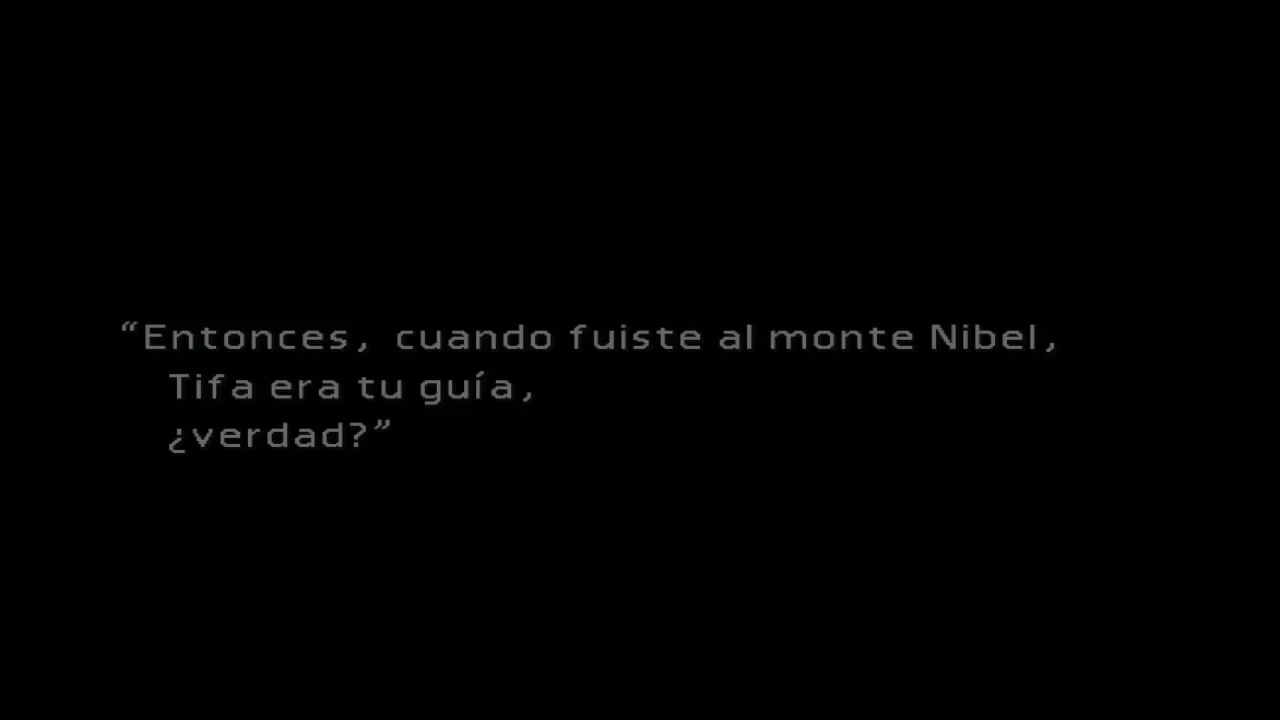 “Entonces, cuando fuiste al monte Nibel,
Tifa era tu guía,
¿verdad?”